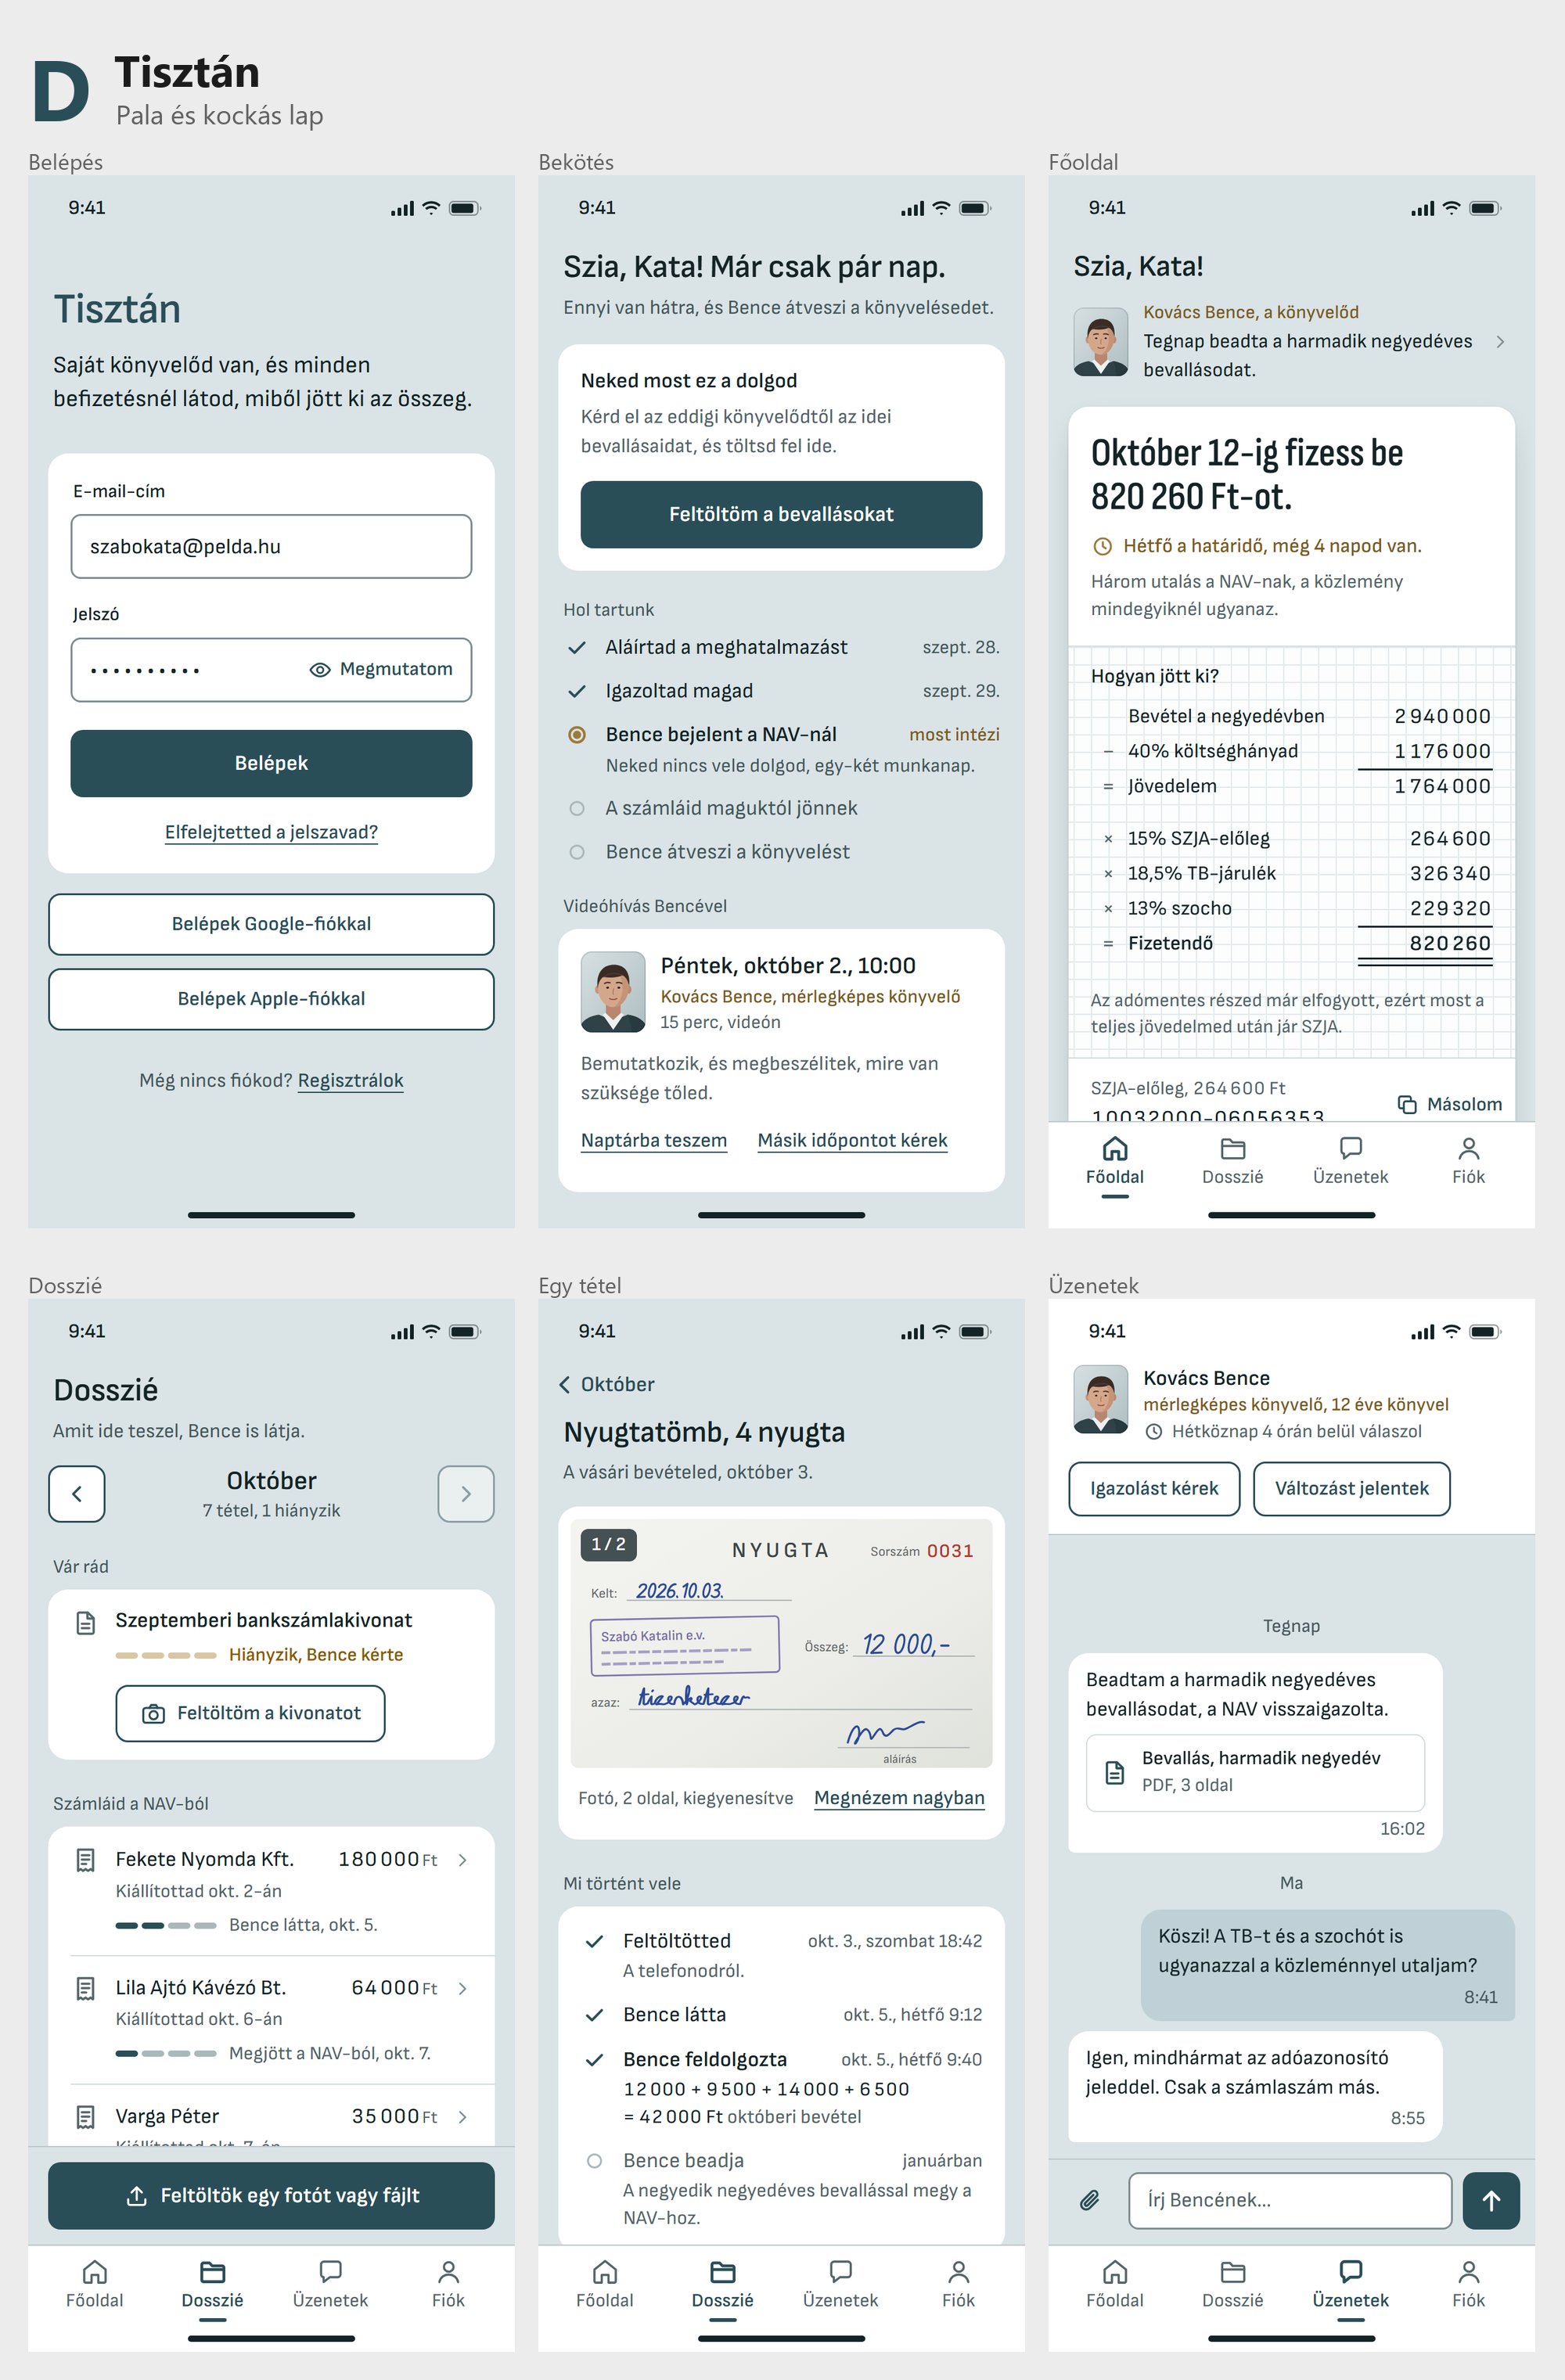 D
Tisztán
Pala és kockás lap
Belépés
9:41
Tisztán
Saját könyvelőd van, és minden
befizetésnél látod, miből jött ki az összeg.
E-mail-cím
szabokata@pelda.hu
Jelszó
Megmutatom
Belépek
Elfelejtetted a jelszavad?
Belépek Google-fiókkal
Belépek Apple-fiókkal
Még nincs fiókod? Regisztrálok
Bekötés
9:41
Szia, Kata! Már csak pár nap.
Ennyi van hátra, és Bence átveszi a könyvelésedet.
Neked most ez a dolgod
Kérd el az eddigi könyvelődtől az idei
bevallásaidat, és töltsd fel ide.
Feltöltöm a bevallásokat
Hol tartunk
Aláírtad a meghatalmazást szept. 28.
Igazoltad magad szept. 29.
Bence bejelent a NAV-nál most intézi
Neked nincs vele dolgod, egy-két munkanap.
A számláid maguktól jönnek
Bence átveszi a könyvelést
Videóhívás Bencével
Péntek, október 2., 10:00
Kovács Bence, mérlegképes könyvelő
15 perc, videón
Bemutatkozik, és megbeszélitek, mire van
szüksége tőled.
Naptárba teszem Másik időpontot kérek
Főoldal
9:41
Szia, Kata!
Kovács Bence, a könyvelőd
Tegnap beadta a harmadik negyedéves
bevallásodat.
Október 12-ig fizess be
820 260 Ft-ot.
Hétfő a határidő, még 4 napod van.
Három utalás a NAV-nak, a közlemény
mindegyiknél ugyanaz.
Hogyan jött ki?
Bevétel a negyedévben 2 940 000
− 40% költséghányad 1 176 000
= Jövedelem 1 764 000
× 15% SZJA-előleg 264 600
× 18,5% TB-járulék 326 340
× 13% szocho 229 320
= Fizetendő 820 260
Az adómentes részed már elfogyott, ezért most a
teljes jövedelmed után jár SZJA.
SZJA-előleg, 264 600 Ft
10032000-06056353
Másolom
Főoldal Dosszié Üzenetek Fiók
Dosszié
9:41
Dosszié
Amit ide teszel, Bence is látja.
Október
7 tétel, 1 hiányzik
Vár rád
Szeptemberi bankszámlakivonat
Hiányzik, Bence kérte
Feltöltöm a kivonatot
Számláid a NAV-ból
Fekete Nyomda Kft. 180 000 Ft
Kiállítottad okt. 2-án
Bence látta, okt. 5.
Lila Ajtó Kávézó Bt. 64 000 Ft
Kiállítottad okt. 6-án
Megjött a NAV-ból, okt. 7.
Varga Péter 35 000 Ft
Kiállítottad okt. 7-én
Feltöltök egy fotót vagy fájlt
Főoldal Dosszié Üzenetek Fiók
Egy tétel
9:41
Október
Nyugtatömb, 4 nyugta
A vásári bevételed, október 3.
1 / 2
NYUGTA
Sorszám 0031
Kelt: 2026.10.03.
Szabó Katalin e.v.
Összeg: 12 000,-
azaz: tizenkétezer
aláírás
Fotó, 2 oldal, kiegyenesítve Megnézem nagyban
Mi történt vele
Feltöltötted okt. 3., szombat 18:42
A telefonodról.
Bence látta okt. 5., hétfő 9:12
Bence feldolgozta okt. 5., hétfő 9:40
12 000 + 9 500 + 14 000 + 6 500
= 42 000 Ft októberi bevétel
Bence beadja januárban
A negyedik negyedéves bevallással megy a
NAV-hoz.
Főoldal Dosszié Üzenetek Fiók
Üzenetek
9:41
Kovács Bence
mérlegképes könyvelő, 12 éve könyvel
Hétköznap 4 órán belül válaszol
Igazolást kérek Változást jelentek
Tegnap
Beadtam a harmadik negyedéves
bevallásodat, a NAV visszaigazolta.
Bevallás, harmadik negyedév
PDF, 3 oldal
16:02
Ma
Köszi! A TB-t és a szochót is
ugyanazzal a közleménnyel utaljam?
8:41
Igen, mindhármat az adóazonosító
jeleddel. Csak a számlaszám más.
8:55
Írj Bencének...
Főoldal Dosszié Üzenetek Fiók